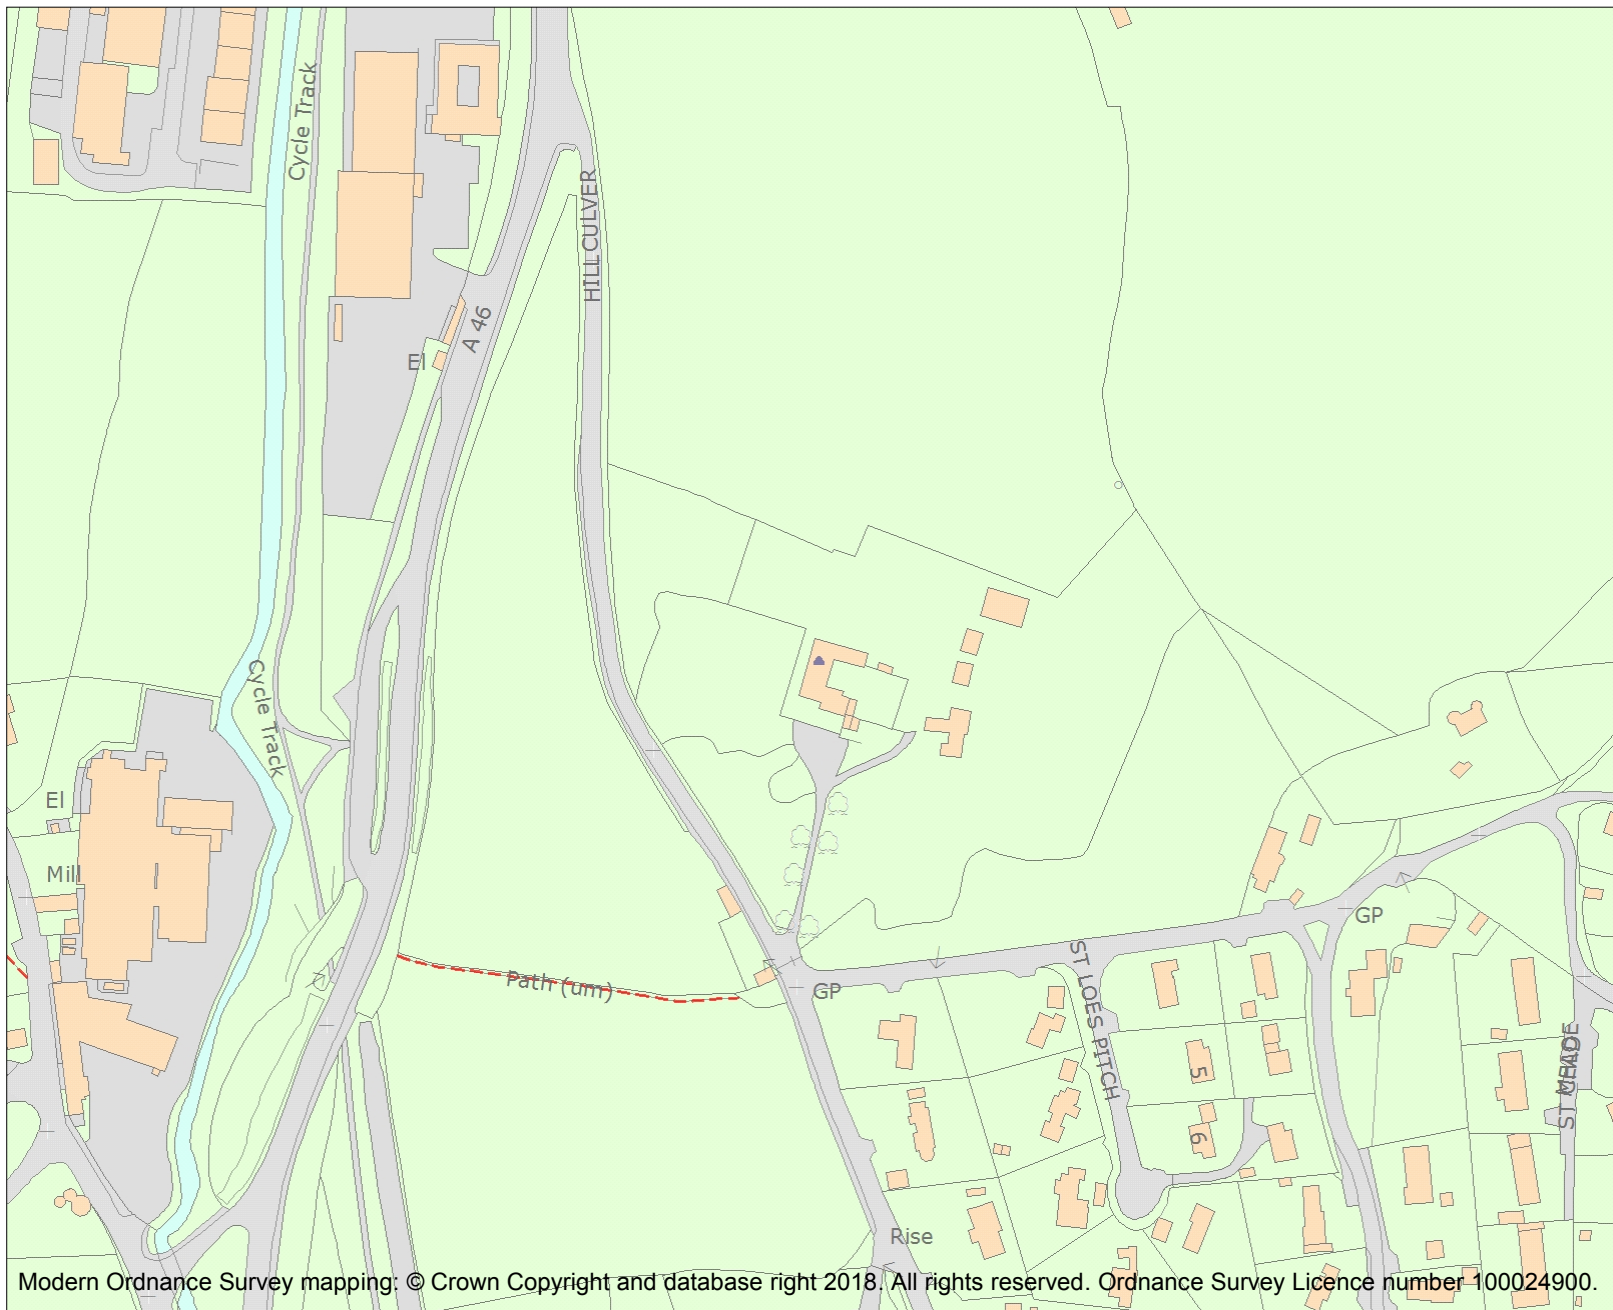 Cycle Track
HILL CULVER
A 46
El
Cycle Track
El
Mill
GP
Path (um)
GP
ST LOES PITCH
5
6
Rise
Modern Ordnance Survey mapping: © Crown Copyright and database right 2018. All rights reserved. Ordnance Survey Licence number 100024900.